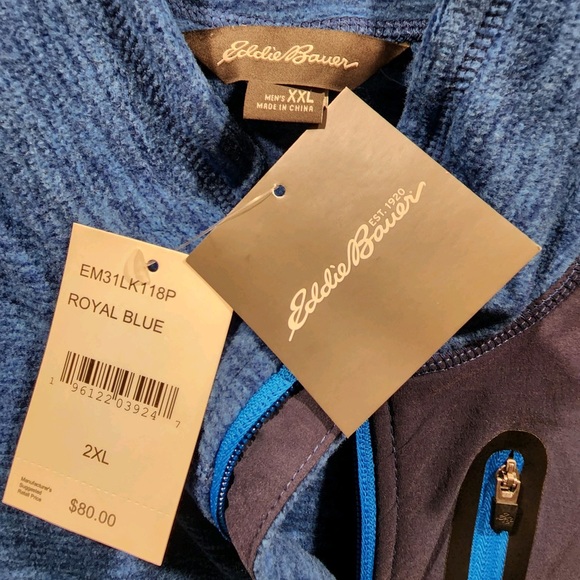 Eddie Bauer
MEN'S XXL
MADE IN CHINA
EST. 1920
Eddie Bauer
EM31LK118P
ROYAL BLUE
1 96122 03924 7
2XL
Manufacturer's
Suggested
Retail Price
$80.00